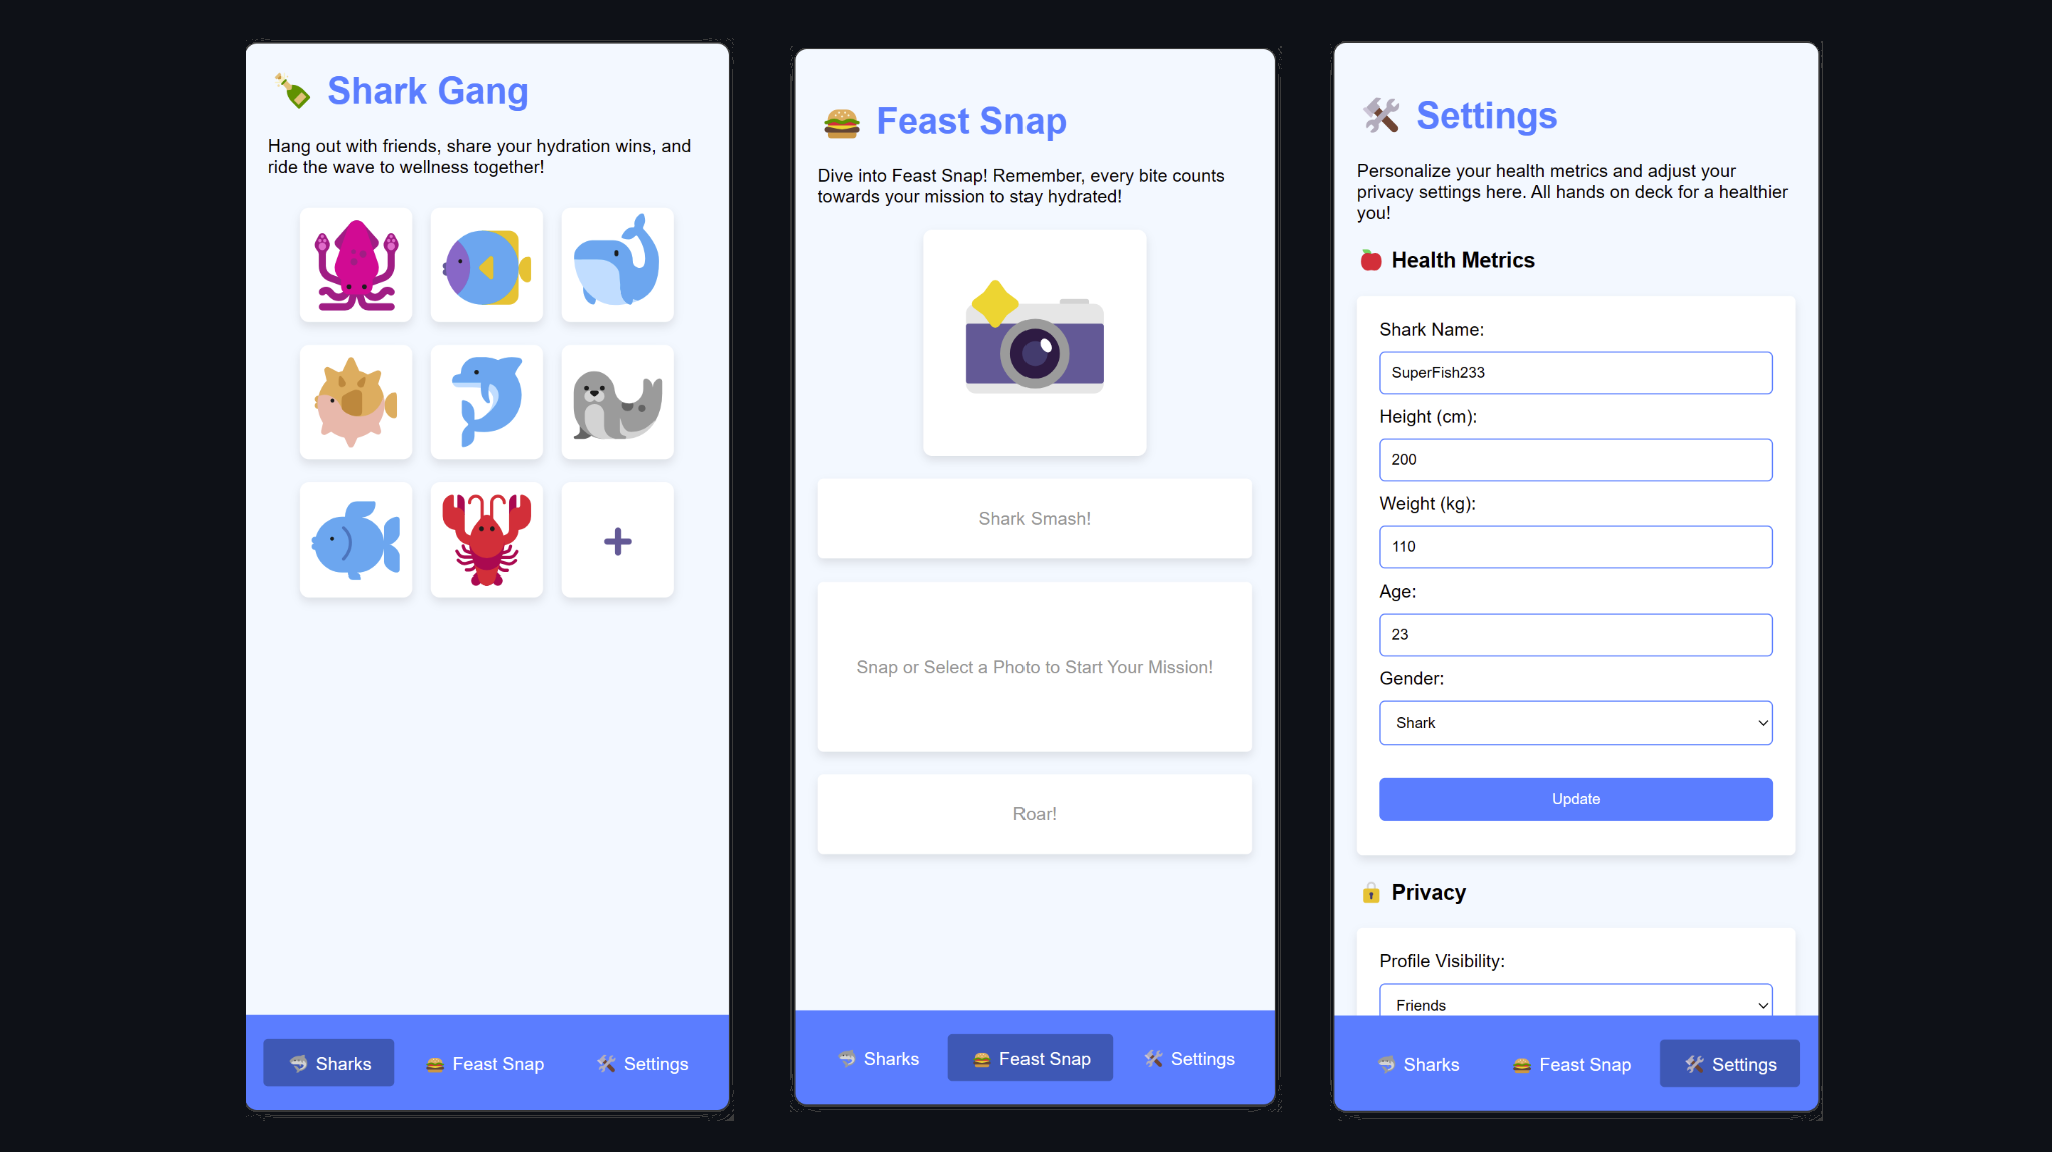 Shark Gang
Hang out with friends, share your hydration wins, and
ride the wave to wellness together!
Sharks
Feast Snap
Settings
Feast Snap
Dive into Feast Snap! Remember, every bite counts
towards your mission to stay hydrated!
Shark Smash!
Snap or Select a Photo to Start Your Mission!
Roar!
Sharks
Feast Snap
Settings
Settings
Personalize your health metrics and adjust your
privacy settings here. All hands on deck for a healthier
you!
Health Metrics
Shark Name:
SuperFish233
Height (cm):
200
Weight (kg):
110
Age:
23
Gender:
Shark
Update
Privacy
Profile Visibility:
Friends
Sharks
Feast Snap
Settings